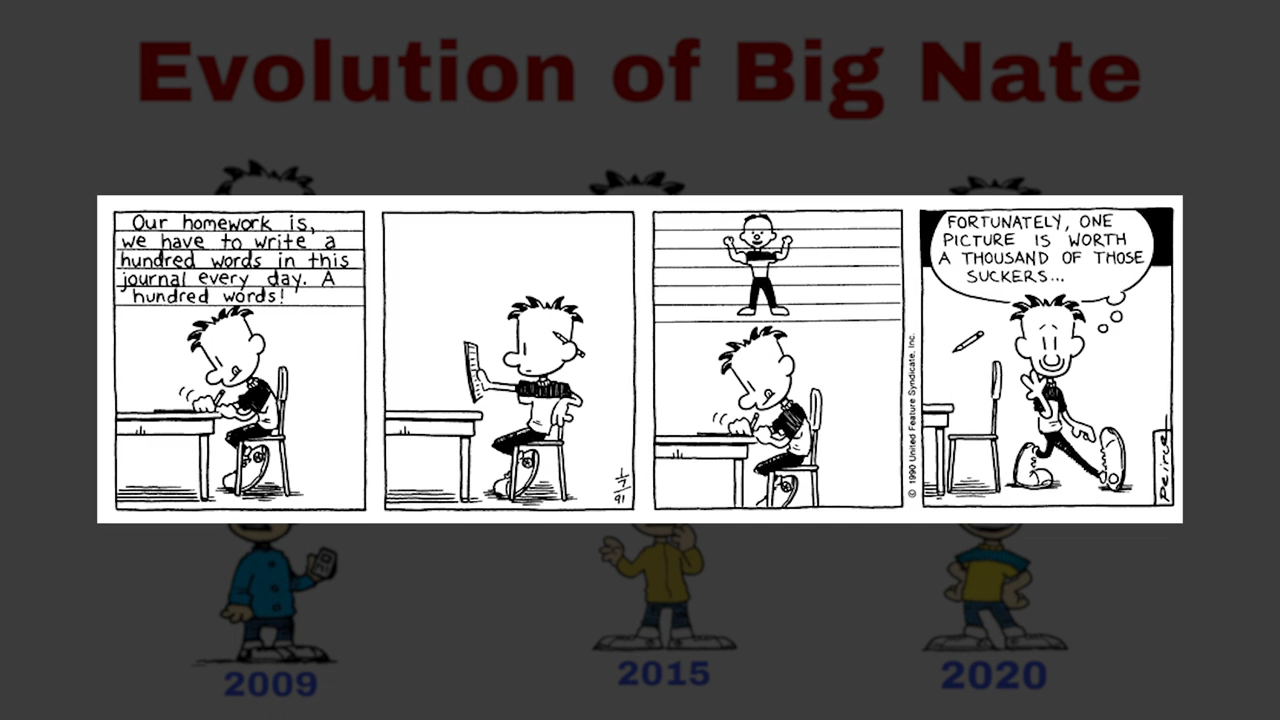 Evolution of Big Nate
Our homework is,
we have to write a
hundred words in this
journal every day. A
hundred words!
1
7
91
© 1990 United Feature Syndicate, Inc.
FORTUNATELY, ONE
PICTURE IS WORTH
A THOUSAND OF THOSE
SUCKERS...
Peirce
2009
2015
2020